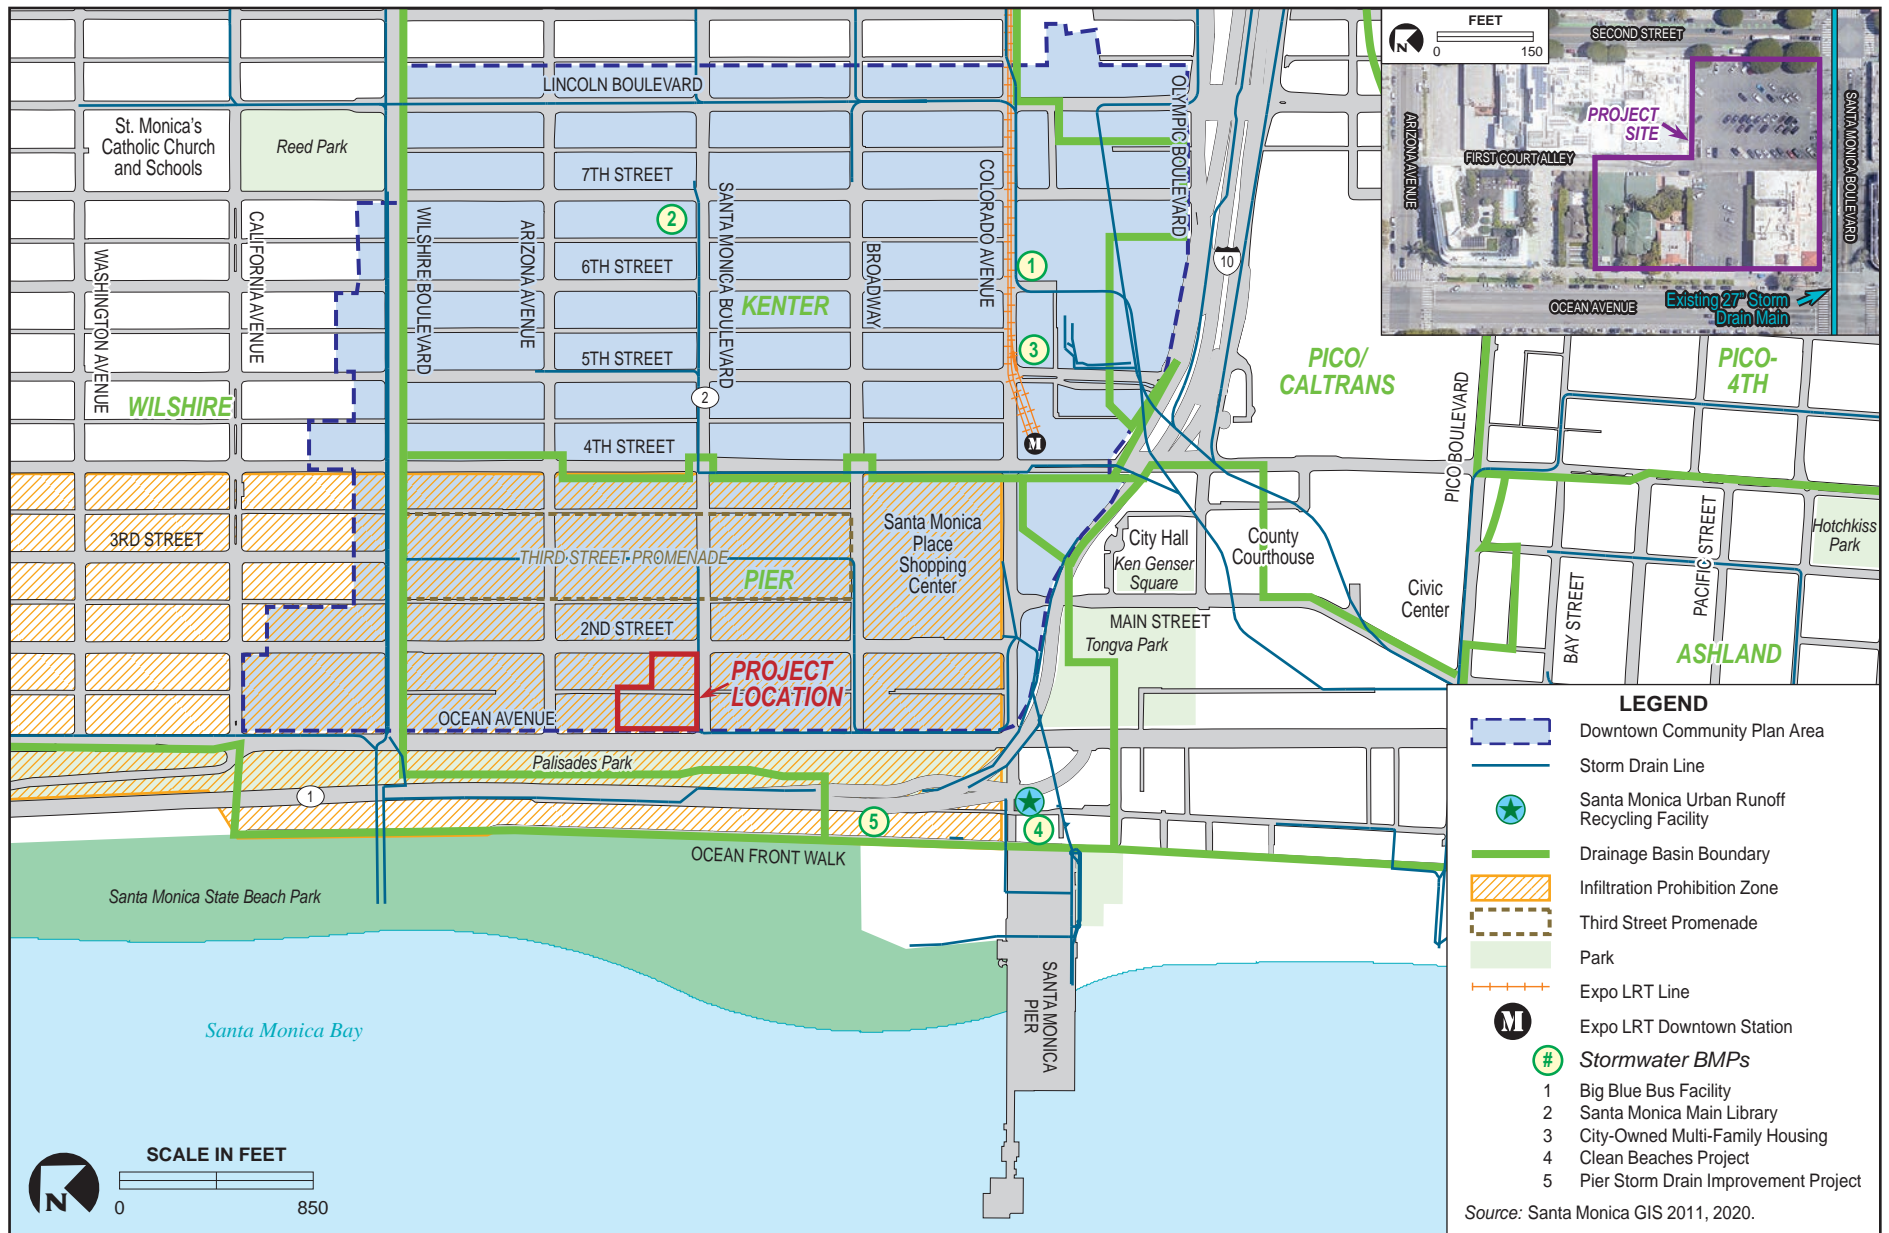 LINCOLN BOULEVARD
St. Monica's
Catholic Church
and Schools
Reed Park
7TH STREET
6TH STREET
5TH STREET
4TH STREET
3RD STREET
THIRD STREET PROMENADE
2ND STREET
OCEAN AVENUE
WASHINGTON AVENUE
CALIFORNIA AVENUE
WILSHIRE BOULEVARD
ARIZONA AVENUE
SANTA MONICA BOULEVARD
BROADWAY
COLORADO AVENUE
OLYMPIC BOULEVARD
2
1
3
10
2
M
KENTER
WILSHIRE
PIER
PICO/
CALTRANS
PICO-
4TH
ASHLAND
PICO BOULEVARD
Santa Monica
Place
Shopping
Center
City Hall
Ken Genser
Square
County
Courthouse
Civic
Center
MAIN STREET
Tongva Park
BAY STREET
PACIFIC STREET
Hotchkiss
Park
PROJECT
LOCATION
Palisades Park
1
5
4
OCEAN FRONT WALK
Santa Monica State Beach Park
Santa Monica Bay
SANTA MONICA
PIER
SCALE IN FEET
N
0
850
N
FEET
0
150
SECOND STREET
PROJECT
SITE
ARIZONA AVENUE
FIRST COURT ALLEY
SANTA MONICA BOULEVARD
OCEAN AVENUE
Existing 27" Storm
Drain Main
LEGEND
Downtown Community Plan Area
Storm Drain Line
Santa Monica Urban Runoff
Recycling Facility
Drainage Basin Boundary
Infiltration Prohibition Zone
Third Street Promenade
Park
Expo LRT Line
M Expo LRT Downtown Station
# Stormwater BMPs
1 Big Blue Bus Facility
2 Santa Monica Main Library
3 City-Owned Multi-Family Housing
4 Clean Beaches Project
5 Pier Storm Drain Improvement Project
Source: Santa Monica GIS 2011, 2020.